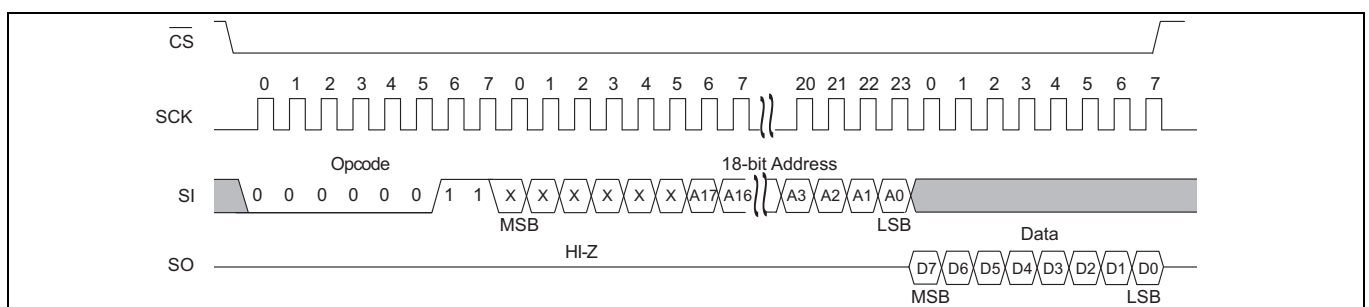 CS
0 1 2 3 4 5 6 7 0 1 2 3 4 5 6 7 20 21 22 23 0 1 2 3 4 5 6 7
SCK
Opcode 18-bit Address
SI 0 0 0 0 0 0 1 1 X X X X X X A17 A16 A3 A2 A1 A0
MSB LSB
HI-Z Data
SO D7 D6 D5 D4 D3 D2 D1 D0
MSB LSB